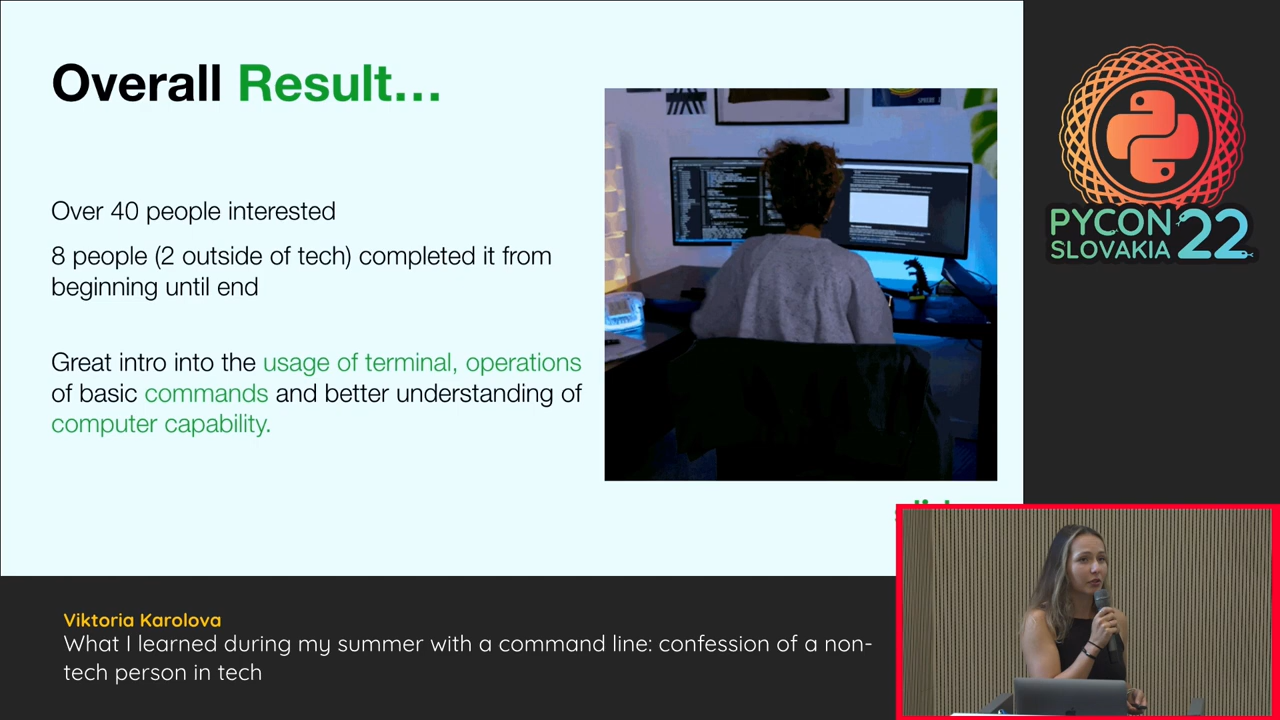 Overall Result...
Over 40 people interested
8 people (2 outside of tech) completed it from
beginning until end
Great intro into the usage of terminal, operations
of basic commands and better understanding of
computer capability.
PYCON
SLOVAKIA 22
Viktoria Karolova
What I learned during my summer with a command line: confession of a non-
tech person in tech